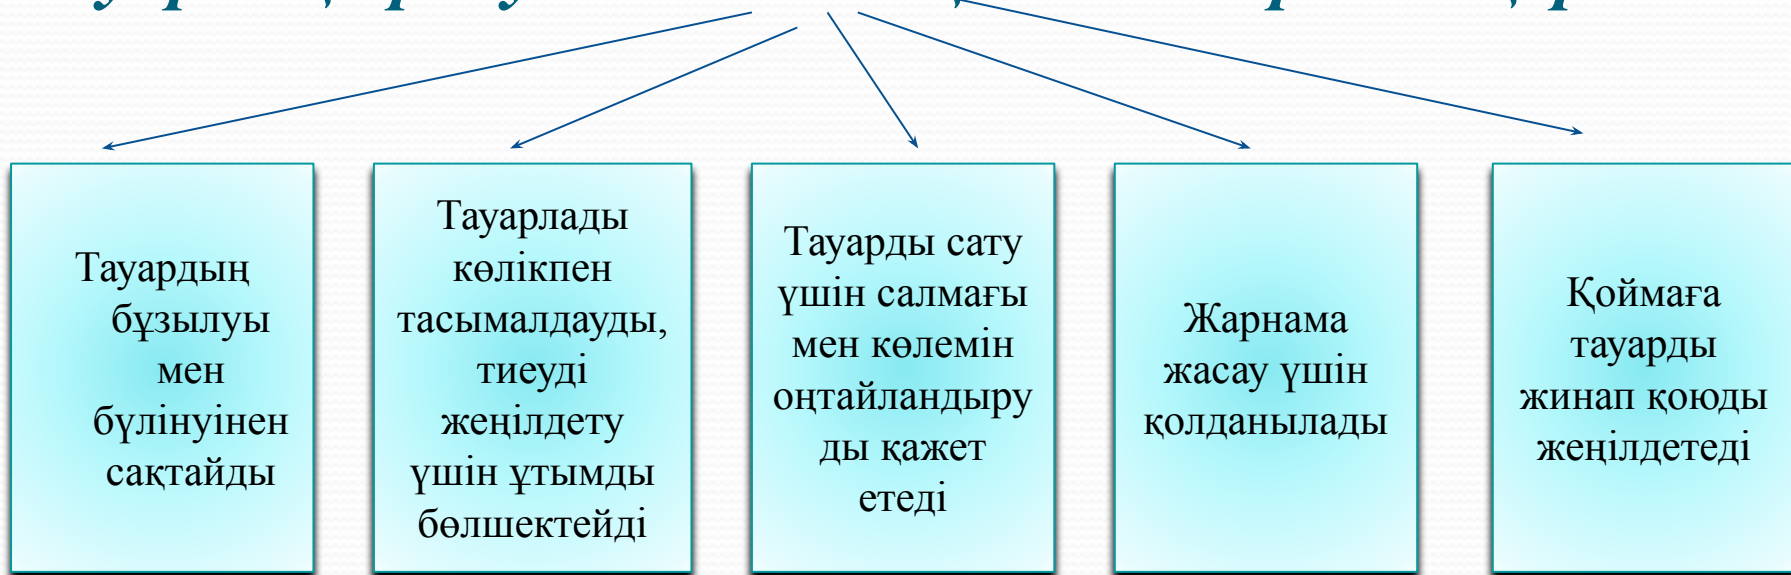 Тауардың
бұзылуы
мен
бүлінуінен
сақтайды
Тауарлады
көлікпен
тасымалдауды,
тиеуді
жеңілдету
үшін ұтымды
бөлшектейді
Тауарды сату
үшін салмағы
мен көлемін
оңтайландыру
ды қажет
етеді
Жарнама
жасау үшін
қолданылады
Қоймаға
тауарды
жинап қоюды
жеңілдетеді